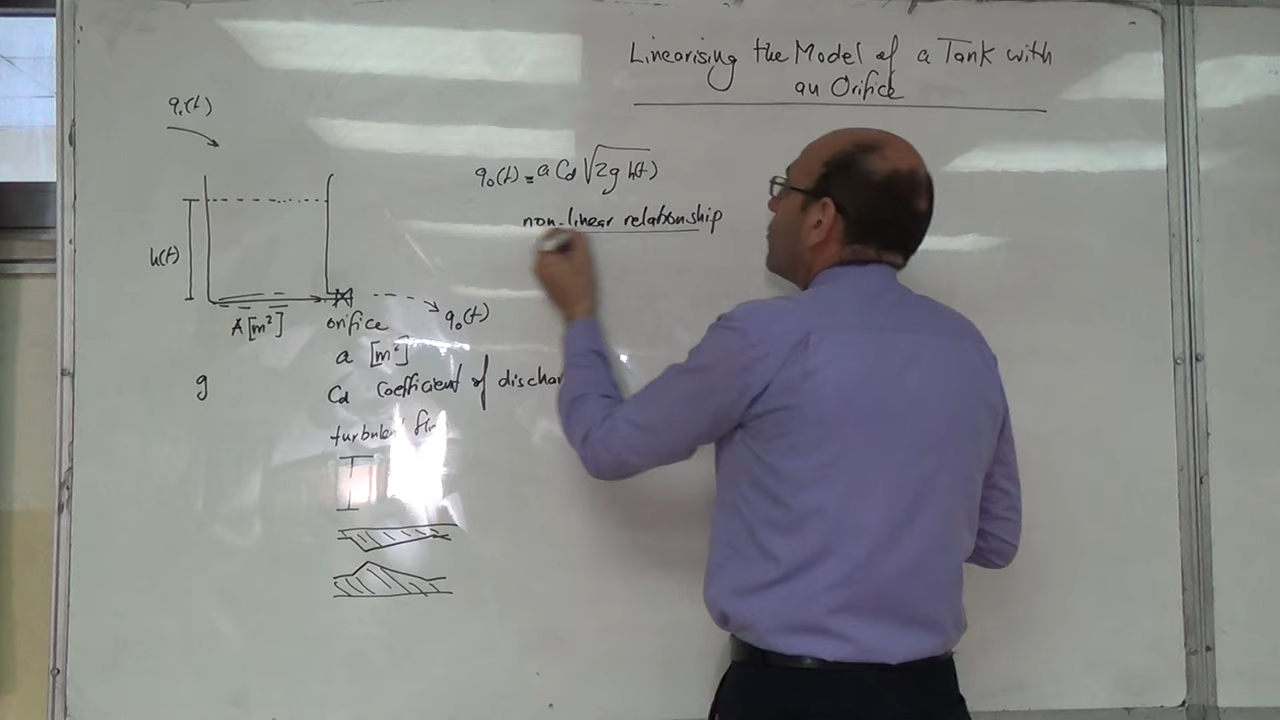 Linearising the Model of a Tank with
an Orifice
qᵢ(t)
q₀(t) = a Cd √2g h(t)
non-linear relationship
h(t)
A [m²]
orifice
q₀(t)
a [m²]
g
Cd Coefficient of